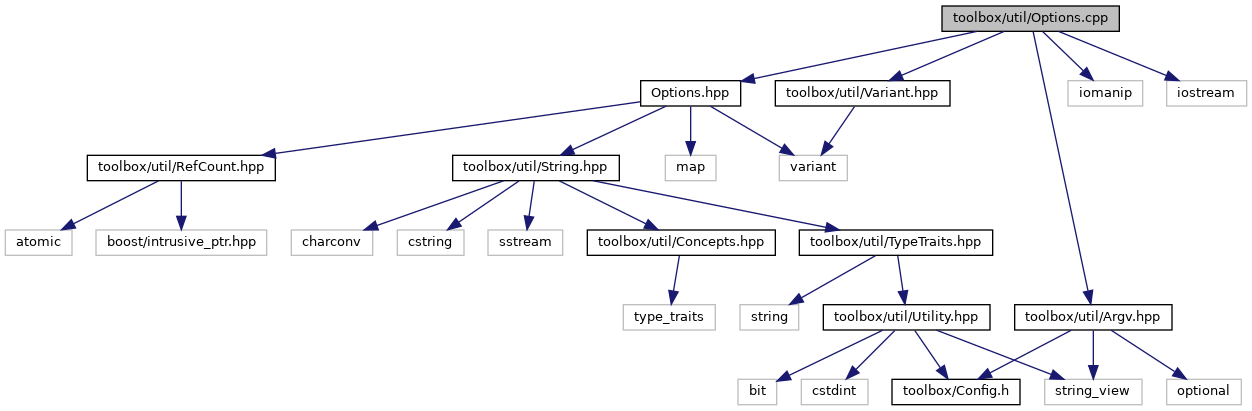 toolbox/util/Options.cpp
Options.hpp
toolbox/util/Variant.hpp
iomanip
iostream
toolbox/util/RefCount.hpp
toolbox/util/String.hpp
map
variant
atomic
boost/intrusive_ptr.hpp
charconv
cstring
sstream
toolbox/util/Concepts.hpp
toolbox/util/TypeTraits.hpp
type_traits
string
toolbox/util/Utility.hpp
toolbox/util/Argv.hpp
bit
cstdint
toolbox/Config.h
string_view
optional